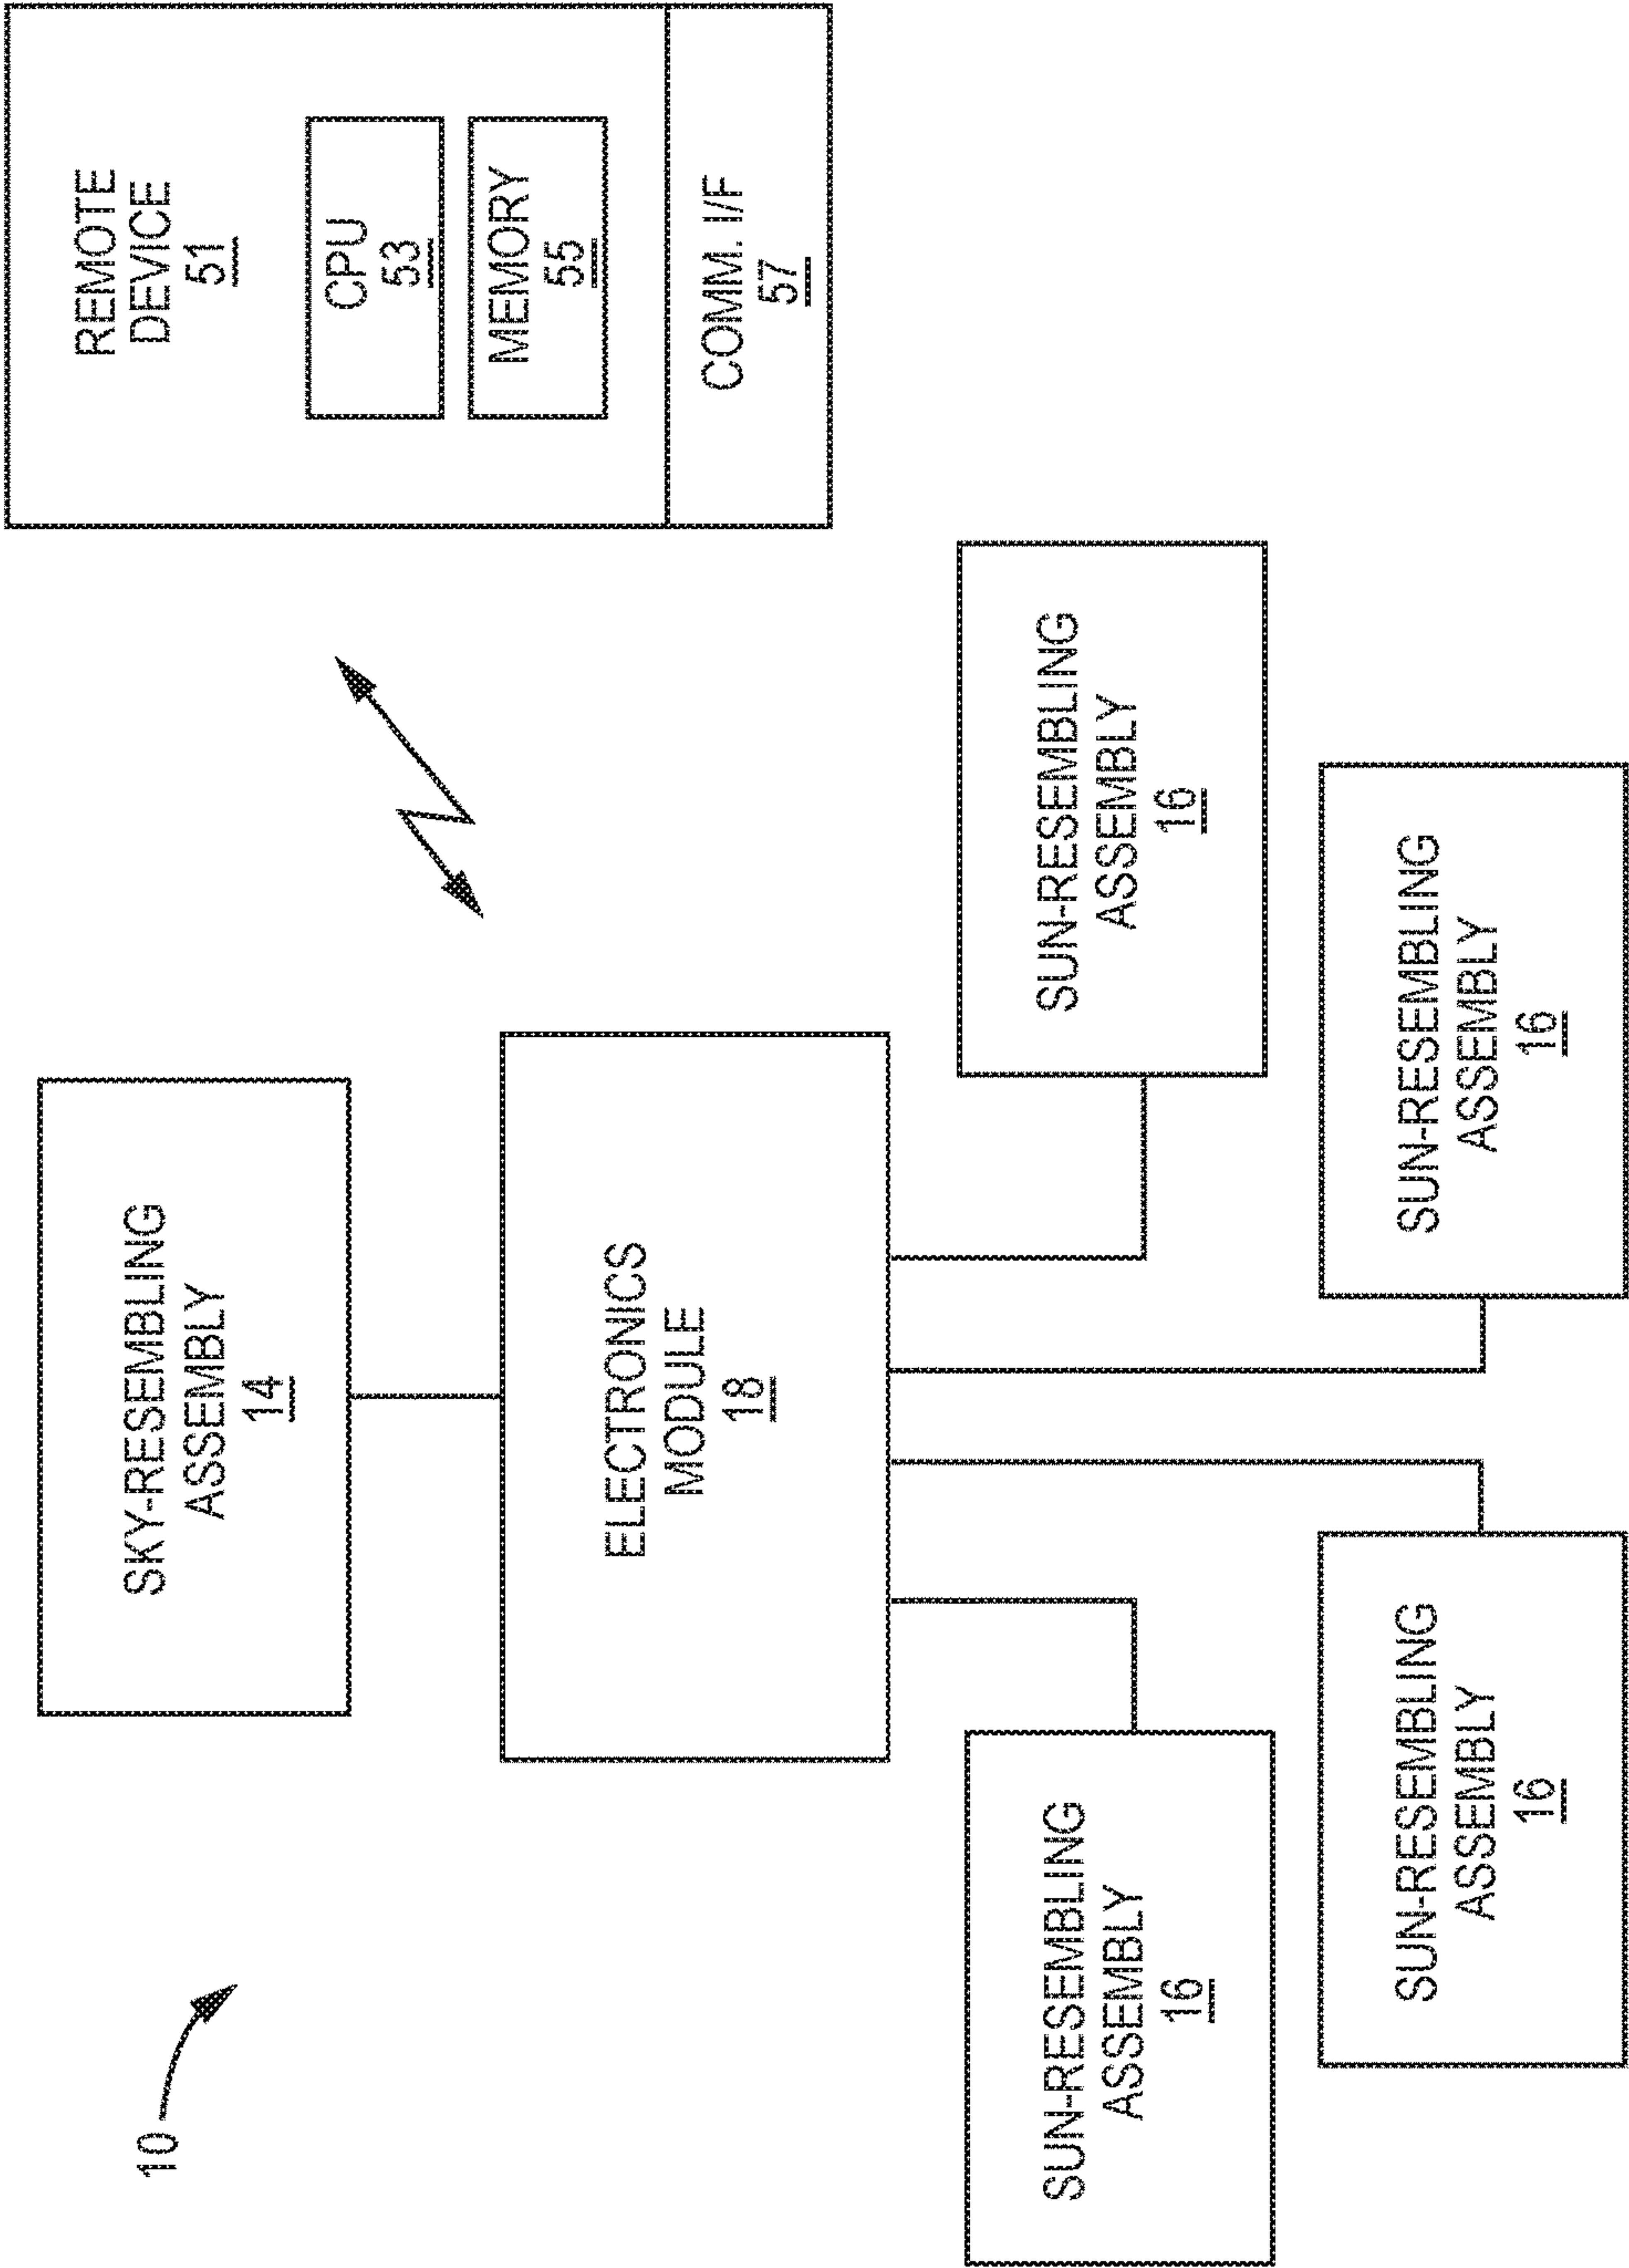 10
SKY-RESEMBLING
ASSEMBLY
14
REMOTE
DEVICE
51
CPU
53
MEMORY
55
COMM. I/F
57
ELECTRONICS
MODULE
18
SUN-RESEMBLING
ASSEMBLY
16
SUN-RESEMBLING
ASSEMBLY
16
SUN-RESEMBLING
ASSEMBLY
16
SUN-RESEMBLING
ASSEMBLY
16